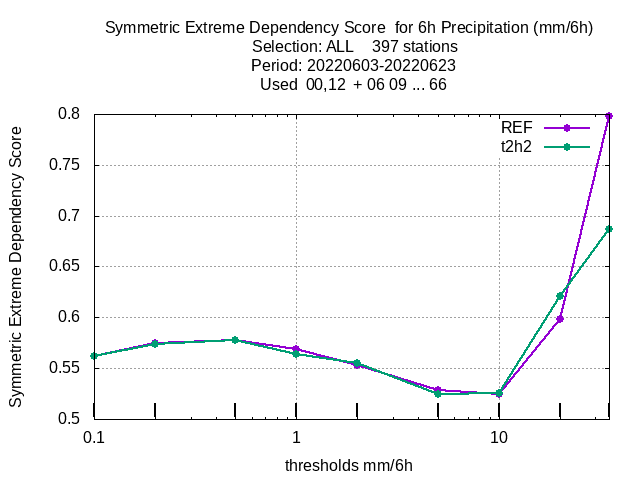 Symmetric Extreme Dependency Score  for 6h Precipitation (mm/6h)
Selection: ALL    397 stations
Period: 20220603-20220623
Used  00,12  + 06 09 ... 66
REF
t2h2
Symmetric Extreme Dependency Score
0.8
0.75
0.7
0.65
0.6
0.55
0.5
0.1 1 10
thresholds mm/6h